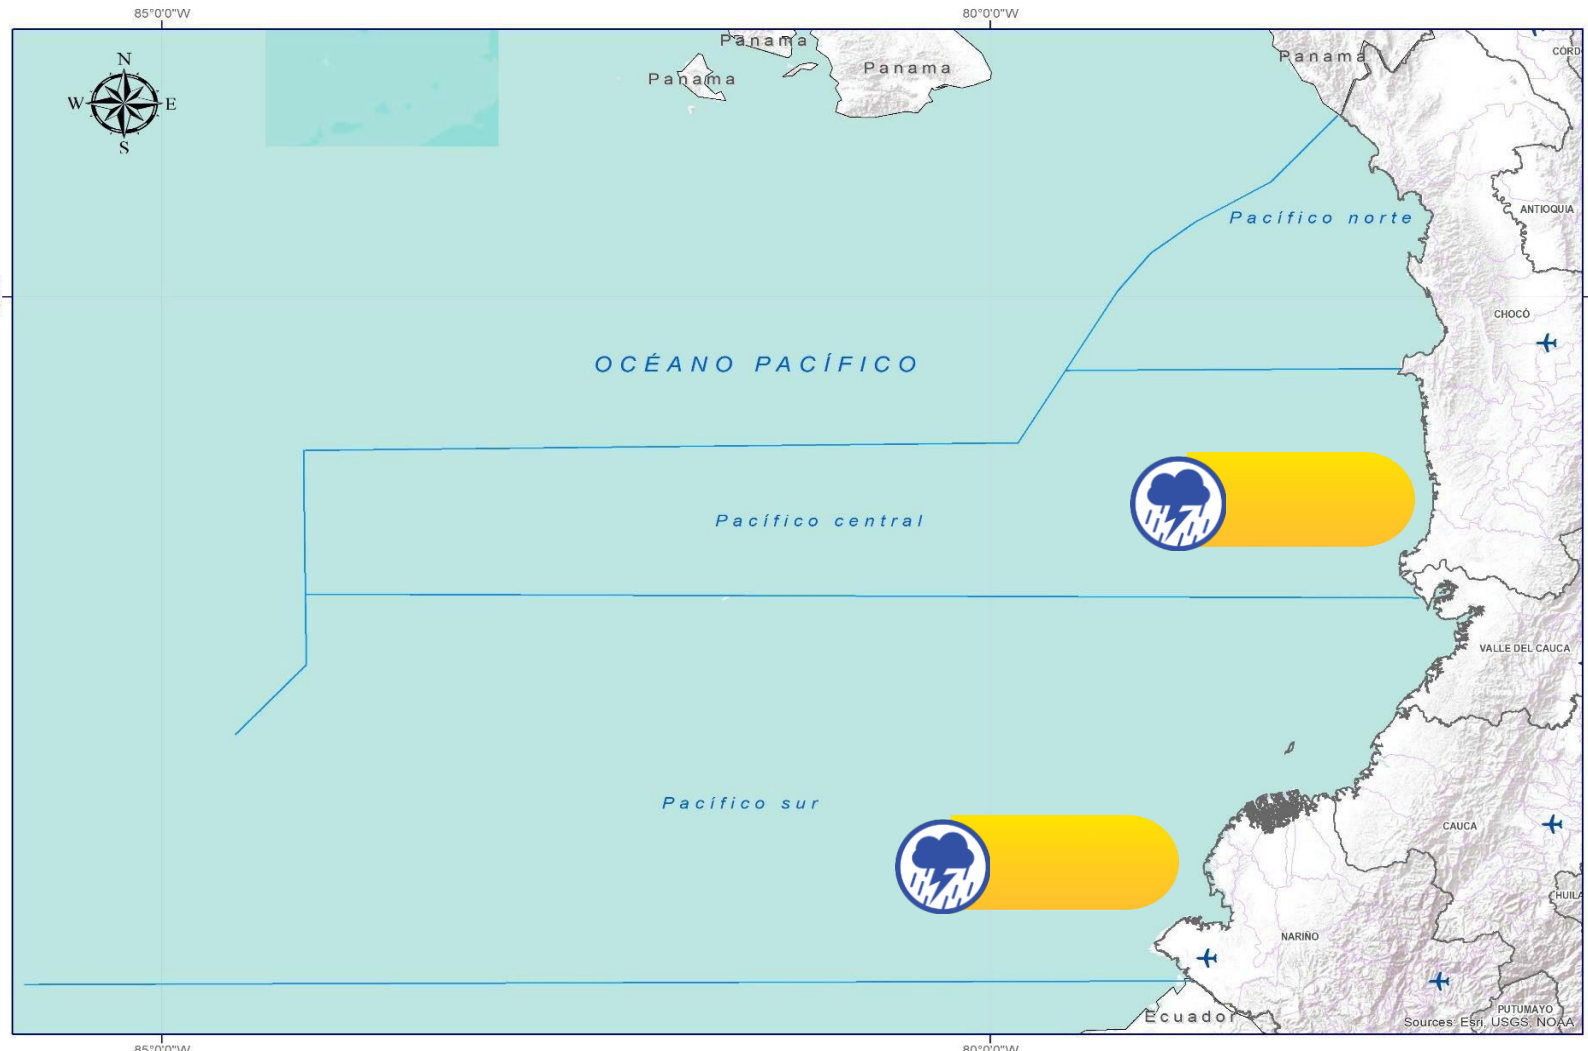 85°0'0"W
80°0'0"W
N
W
E
S
Panama
Panama
Panama
Panama
CÓRD
ANTIOQUIA
Pacífico norte
CHOCÓ
OCÉANO PACÍFICO
Pacífico central
VALLE DEL CAUCA
Pacífico sur
CAUCA
HUILA
NARIÑO
PUTUMAYO
Ecuador
Sources: Esri, USGS, NOAA
85°0'0"W
80°0'0"W